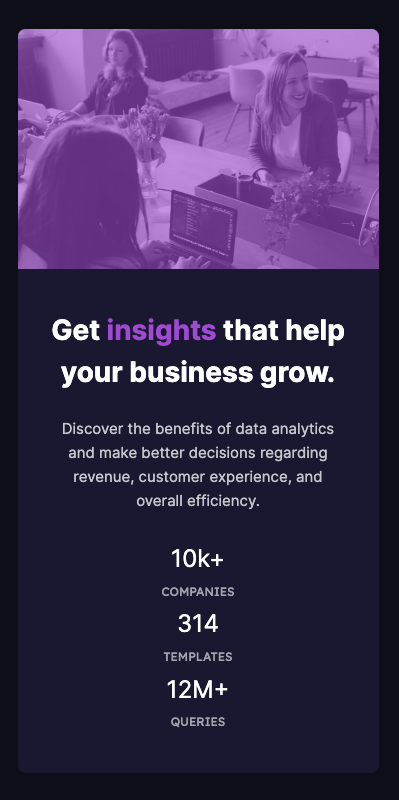 Get insights that help
your business grow.
Discover the benefits of data analytics
and make better decisions regarding
revenue, customer experience, and
overall efficiency.
10k+
COMPANIES
314
TEMPLATES
12M+
QUERIES